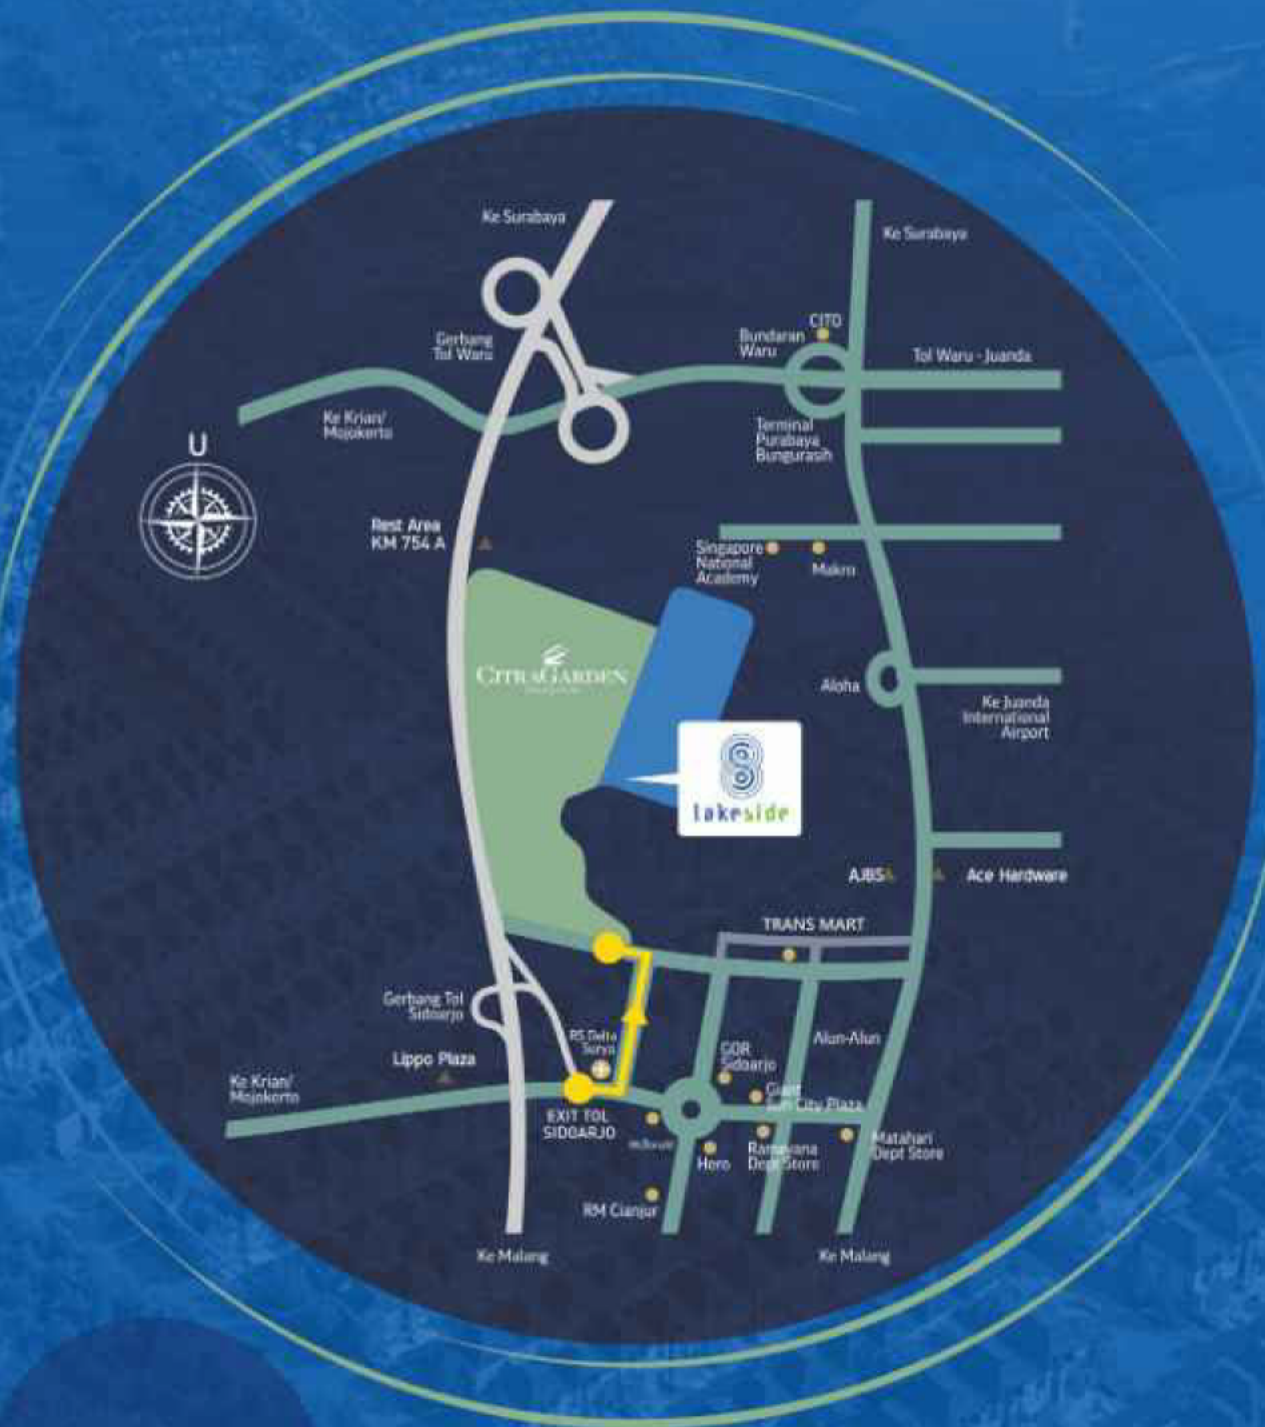 Ke Surabaya
Ke Surabaya
CITO
Bundaran
Waru
Gerbang
Tol Waru
Tol Waru - Juanda
Ke Krian/
Mojokerto
Terminal
Purabaya
Bungurasih
U
Rest Area
KM 754 A
Singapore
National
Academy
Makro
CITRAGARDEN
Aloha
Ke Juanda
International
Airport
8
lakeside
AJBS
Ace Hardware
TRANS MART
Gerbang Tol
Sidoarjo
RS Delta
Surya
Alun-Alun
Lippo Plaza
GOR
Sidoarjo
Ke Krian/
Mojokerto
Giant
Sun City Plaza
EXIT TOL
SIDOARJO
Hero
Ramayana
Dept Store
Matahari
Dept Store
RM Cianjur
Ke Malang
Ke Malang